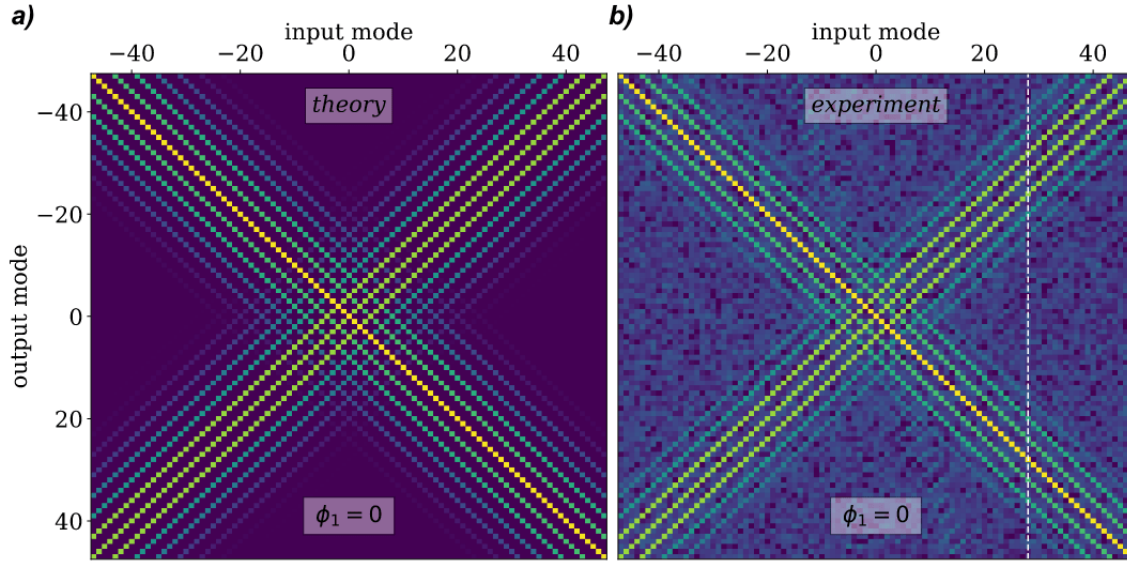 a)
input mode
−40 −20 0 20 40
theory
output mode
−40
−20
0
20
40
ϕ₁ = 0
b)
input mode
−40 −20 0 20 40
experiment
ϕ₁ = 0